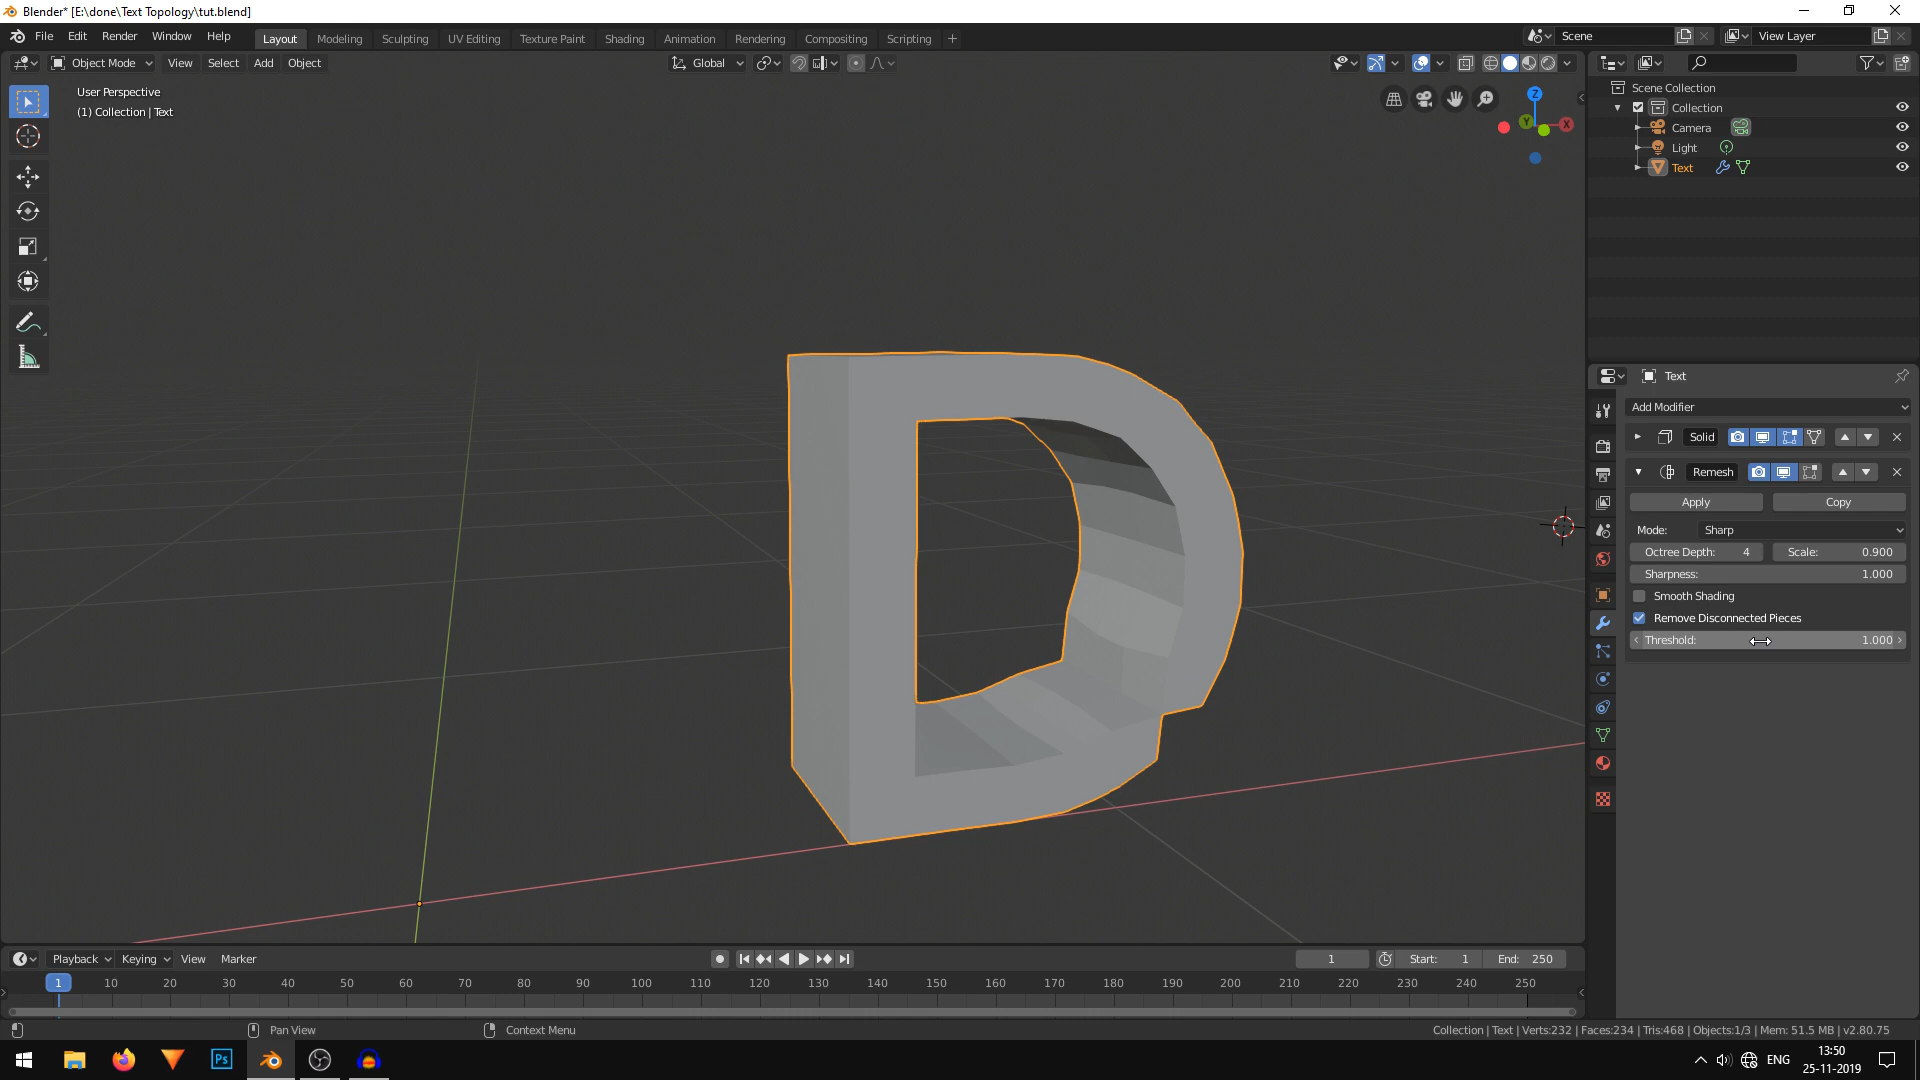 Blender* [E:\done\Text Topology\tut.blend]
File Edit Render Window Help Layout Modeling Sculpting UV Editing Texture Paint Shading Animation Rendering Compositing Scripting + Scene View Layer
Object Mode View Select Add Object Global
User Perspective
(1) Collection | Text
Z
Y X
Scene Collection
Collection
Camera
Light
Text
Text
Add Modifier
Solid
Remesh
Apply Copy
Mode: Sharp
Octree Depth: 4 Scale: 0.900
Sharpness: 1.000
Smooth Shading
Remove Disconnected Pieces
Threshold: 1.000
D
Playback Keying View Marker 1 Start: 1 End: 250
1 10 20 30 40 50 60 70 80 90 100 110 120 130 140 150 160 170 180 190 200 210 220 230 240 250
Pan View Context Menu Collection | Text | Verts:232 | Faces:234 | Tris:468 | Objects:1/3 | Mem: 51.5 MB | v2.80.75
Ps ENG 13:50
25-11-2019